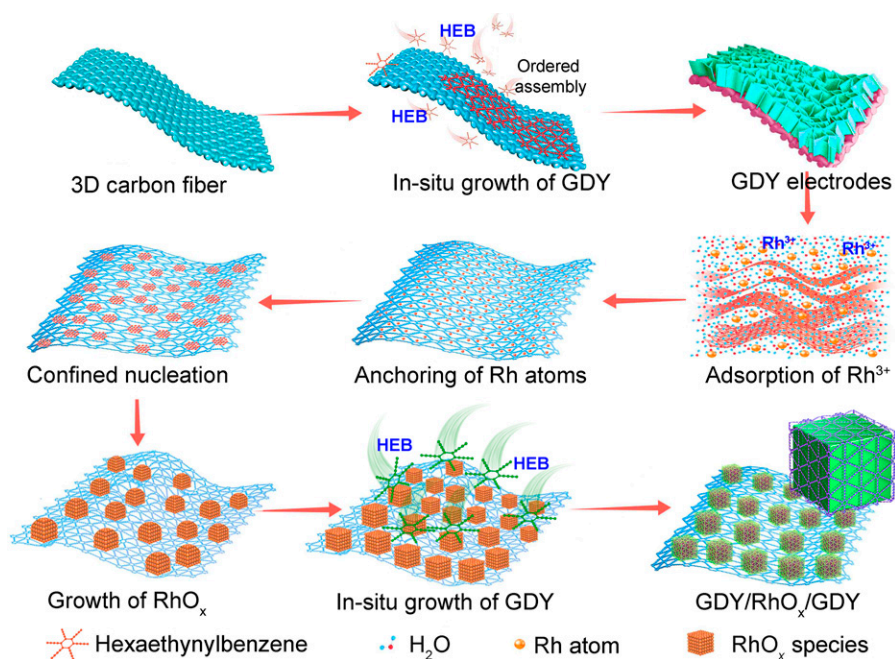 HEB
HEB
Ordered
assembly
3D carbon fiber
In-situ growth of GDY
GDY electrodes
Rh³⁺
Rh³⁺
Confined nucleation
Anchoring of Rh atoms
Adsorption of Rh³⁺
HEB
HEB
Growth of RhOₓ
In-situ growth of GDY
GDY/RhOₓ/GDY
Hexaethynylbenzene
H₂O
Rh atom
RhOₓ species